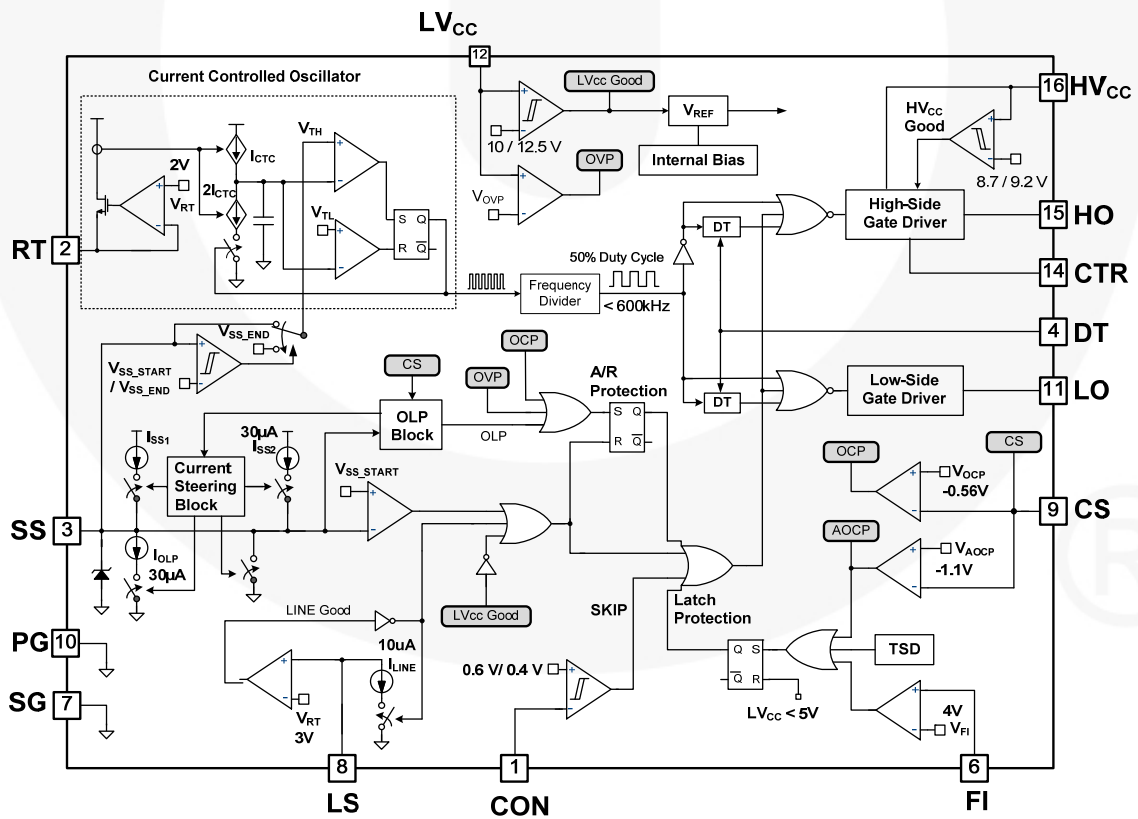 LVCC
12
Current Controlled Oscillator
LVcc Good
16
HVCC
HVCC
Good
VREF
VTH
ICTC
10 / 12.5 V
Internal Bias
8.7 / 9.2 V
2V
VRT
2ICTC
OVP
VOVP
VTL
S Q
R Q
High-Side
Gate Driver
15
HO
DT
RT
2
50% Duty Cycle
Frequency
Divider
< 600kHz
14
CTR
4
DT
VSS_END
VSS_START
/ VSS_END
OCP
CS
OVP
A/R
Protection
OLP
Block
OLP
S Q
R Q
DT
Low-Side
Gate Driver
11
LO
ISS1
30µA
ISS2
Current
Steering
Block
VSS_START
OCP
CS
VOCP
-0.56V
SS
3
9
CS
IOLP
30µA
AOCP
VAOCP
-1.1V
LINE Good
LVcc Good
SKIP
Latch
Protection
PG
10
10uA
ILINE
0.6 V/ 0.4 V
Q S
Q R
TSD
SG
7
VRT
3V
LVCC < 5V
4V
VFI
8
1
6
LS
CON
FI
R